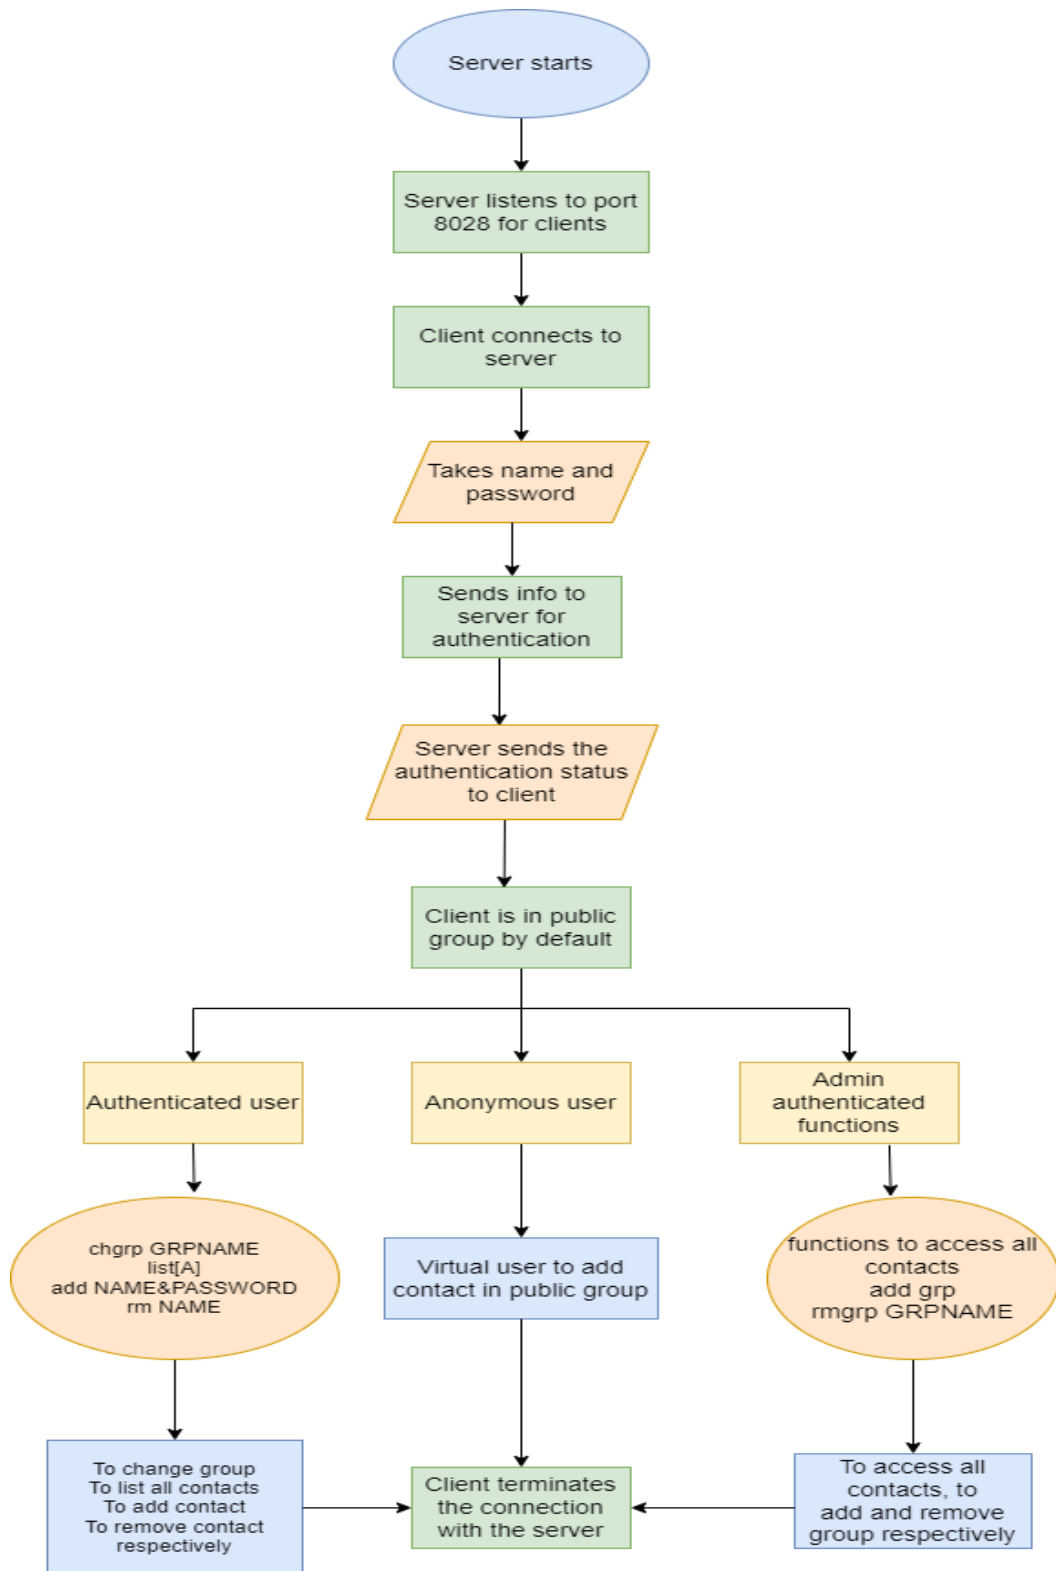 Server starts
Server listens to port
8028 for clients
Client connects to
server
Takes name and
password
Sends info to
server for
authentication
Server sends the
authentication status
to client
Client is in public
group by default
Authenticated user
Anonymous user
Admin
authenticated
functions
chgrp GRPNAME
list[A]
add NAME&PASSWORD
rm NAME
Virtual user to add
contact in public group
functions to access all
contacts
add grp
rmgrp GRPNAME
To change group
To list all contacts
To add contact
To remove contact
respectively
Client terminates
the connection
with the server
To access all
contacts, to
add and remove
group respectively